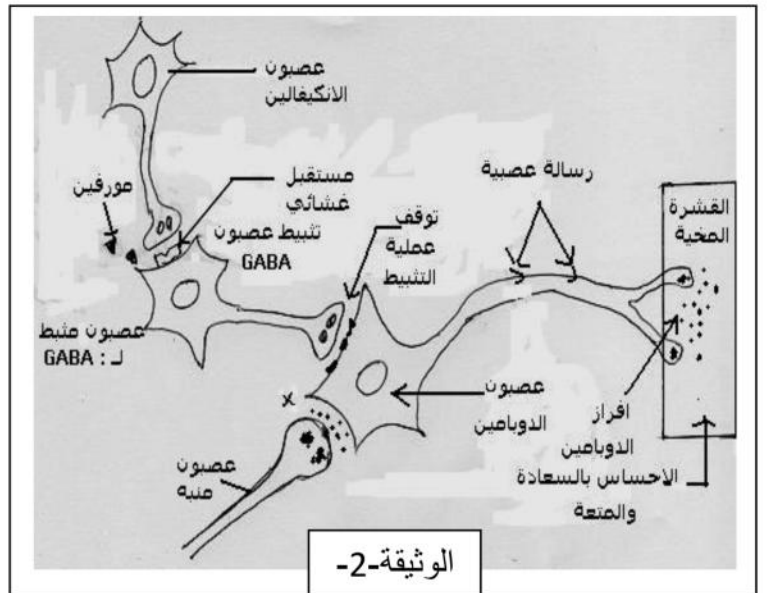 عصبون
الانكيفالين
مورفين
مستقبل
غشائي
تثبيط عصبون
GABA
توقف
عملية
التثبيط
رسالة عصبية
القشرة
المخية
عصبون مثبط
لـ : GABA
x
عصبون
منبه
عصبون
الدوبامين
افراز
الدوبامين
الاحساس بالسعادة
والمتعة
الوثيقة-2-